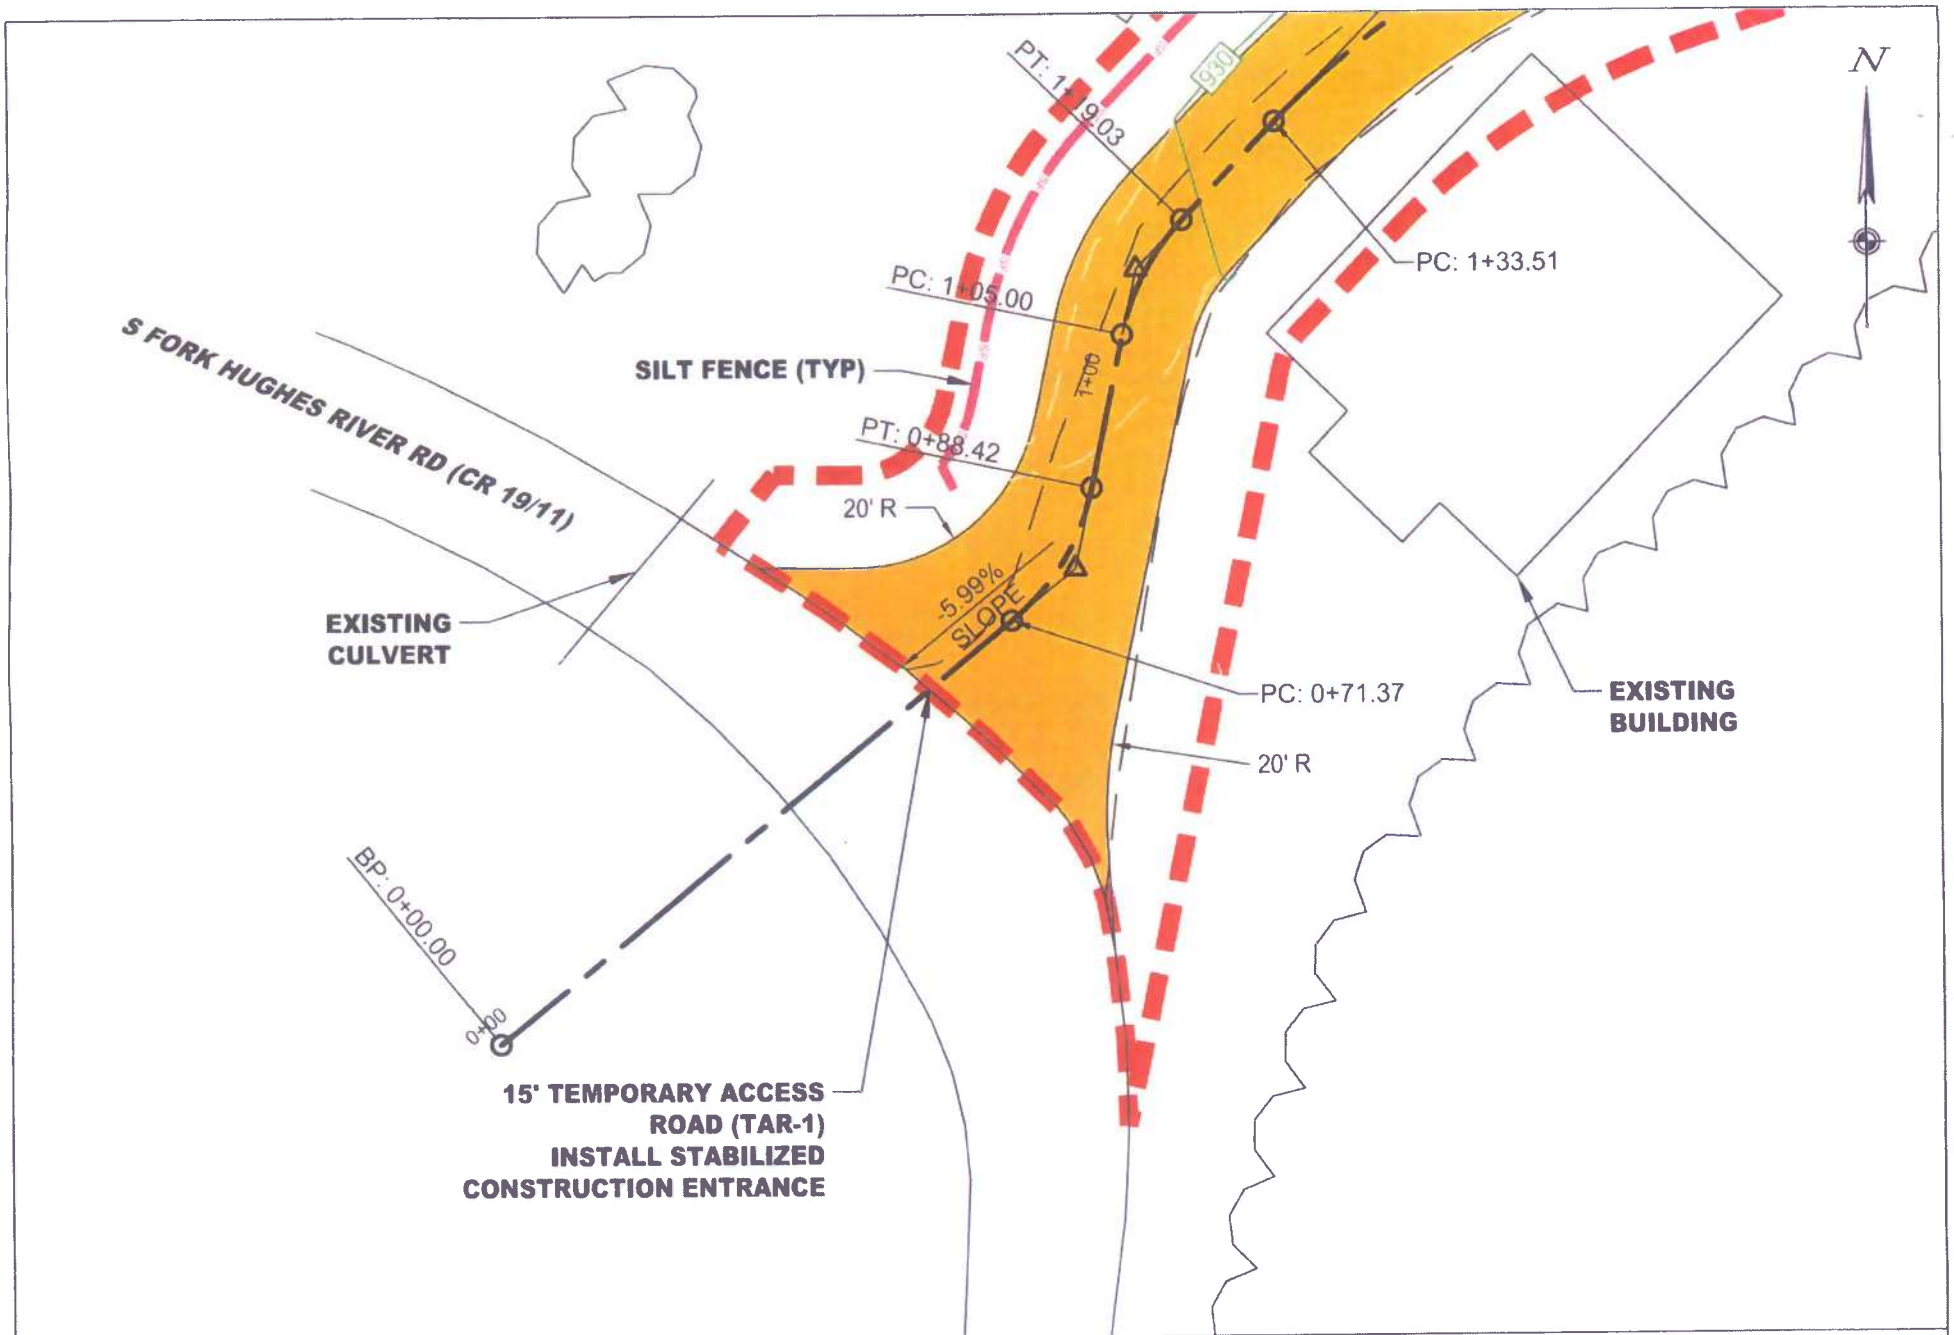 N
930
PT: 1+19.03
PC: 1+33.51
PC: 1+05.00
S FORK HUGHES RIVER RD (CR 19/11)
SILT FENCE (TYP)
1+00
PT: 0+88.42
20' R
-5.99%
SLOPE
EXISTING
CULVERT
PC: 0+71.37
EXISTING
BUILDING
20' R
BP: 0+00.00
0+00
15' TEMPORARY ACCESS
ROAD (TAR-1)
INSTALL STABILIZED
CONSTRUCTION ENTRANCE